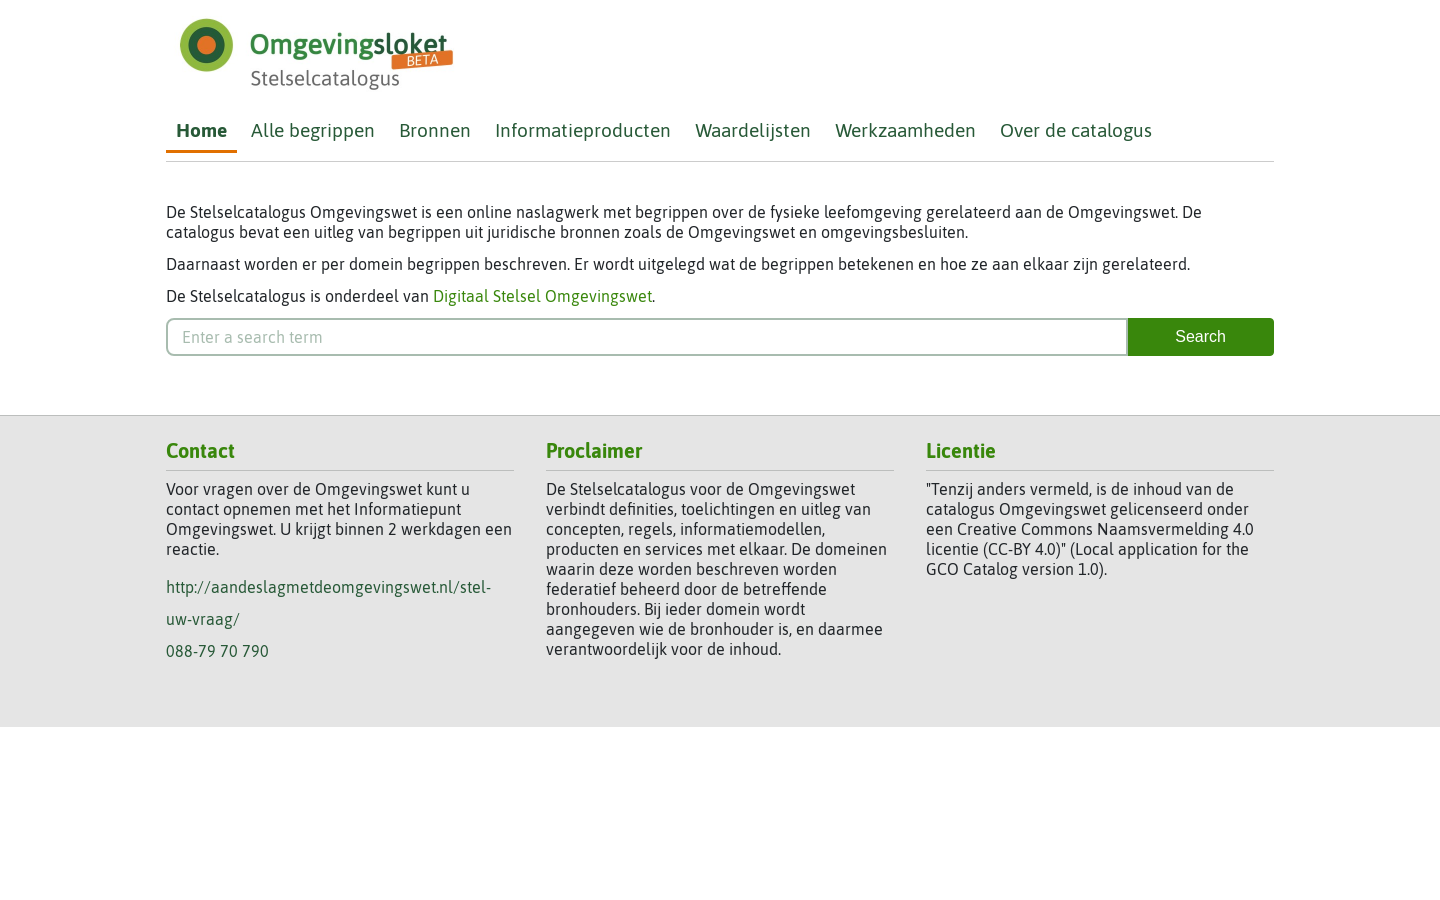 Omgevingsloket
BETA
Stelselcatalogus
Home Alle begrippen Bronnen Informatieproducten Waardelijsten Werkzaamheden Over de catalogus
De Stelselcatalogus Omgevingswet is een online naslagwerk met begrippen over de fysieke leefomgeving gerelateerd aan de Omgevingswet. De
catalogus bevat een uitleg van begrippen uit juridische bronnen zoals de Omgevingswet en omgevingsbesluiten.
Daarnaast worden er per domein begrippen beschreven. Er wordt uitgelegd wat de begrippen betekenen en hoe ze aan elkaar zijn gerelateerd.
De Stelselcatalogus is onderdeel van Digitaal Stelsel Omgevingswet.
Enter a search term Search
Contact
Voor vragen over de Omgevingswet kunt u
contact opnemen met het Informatiepunt
Omgevingswet. U krijgt binnen 2 werkdagen een
reactie.
http://aandeslagmetdeomgevingswet.nl/stel-
uw-vraag/
088-79 70 790
Proclaimer
De Stelselcatalogus voor de Omgevingswet
verbindt definities, toelichtingen en uitleg van
concepten, regels, informatiemodellen,
producten en services met elkaar. De domeinen
waarin deze worden beschreven worden
federatief beheerd door de betreffende
bronhouders. Bij ieder domein wordt
aangegeven wie de bronhouder is, en daarmee
verantwoordelijk voor de inhoud.
Licentie
"Tenzij anders vermeld, is de inhoud van de
catalogus Omgevingswet gelicenseerd onder
een Creative Commons Naamsvermelding 4.0
licentie (CC-BY 4.0)" (Local application for the
GCO Catalog version 1.0).